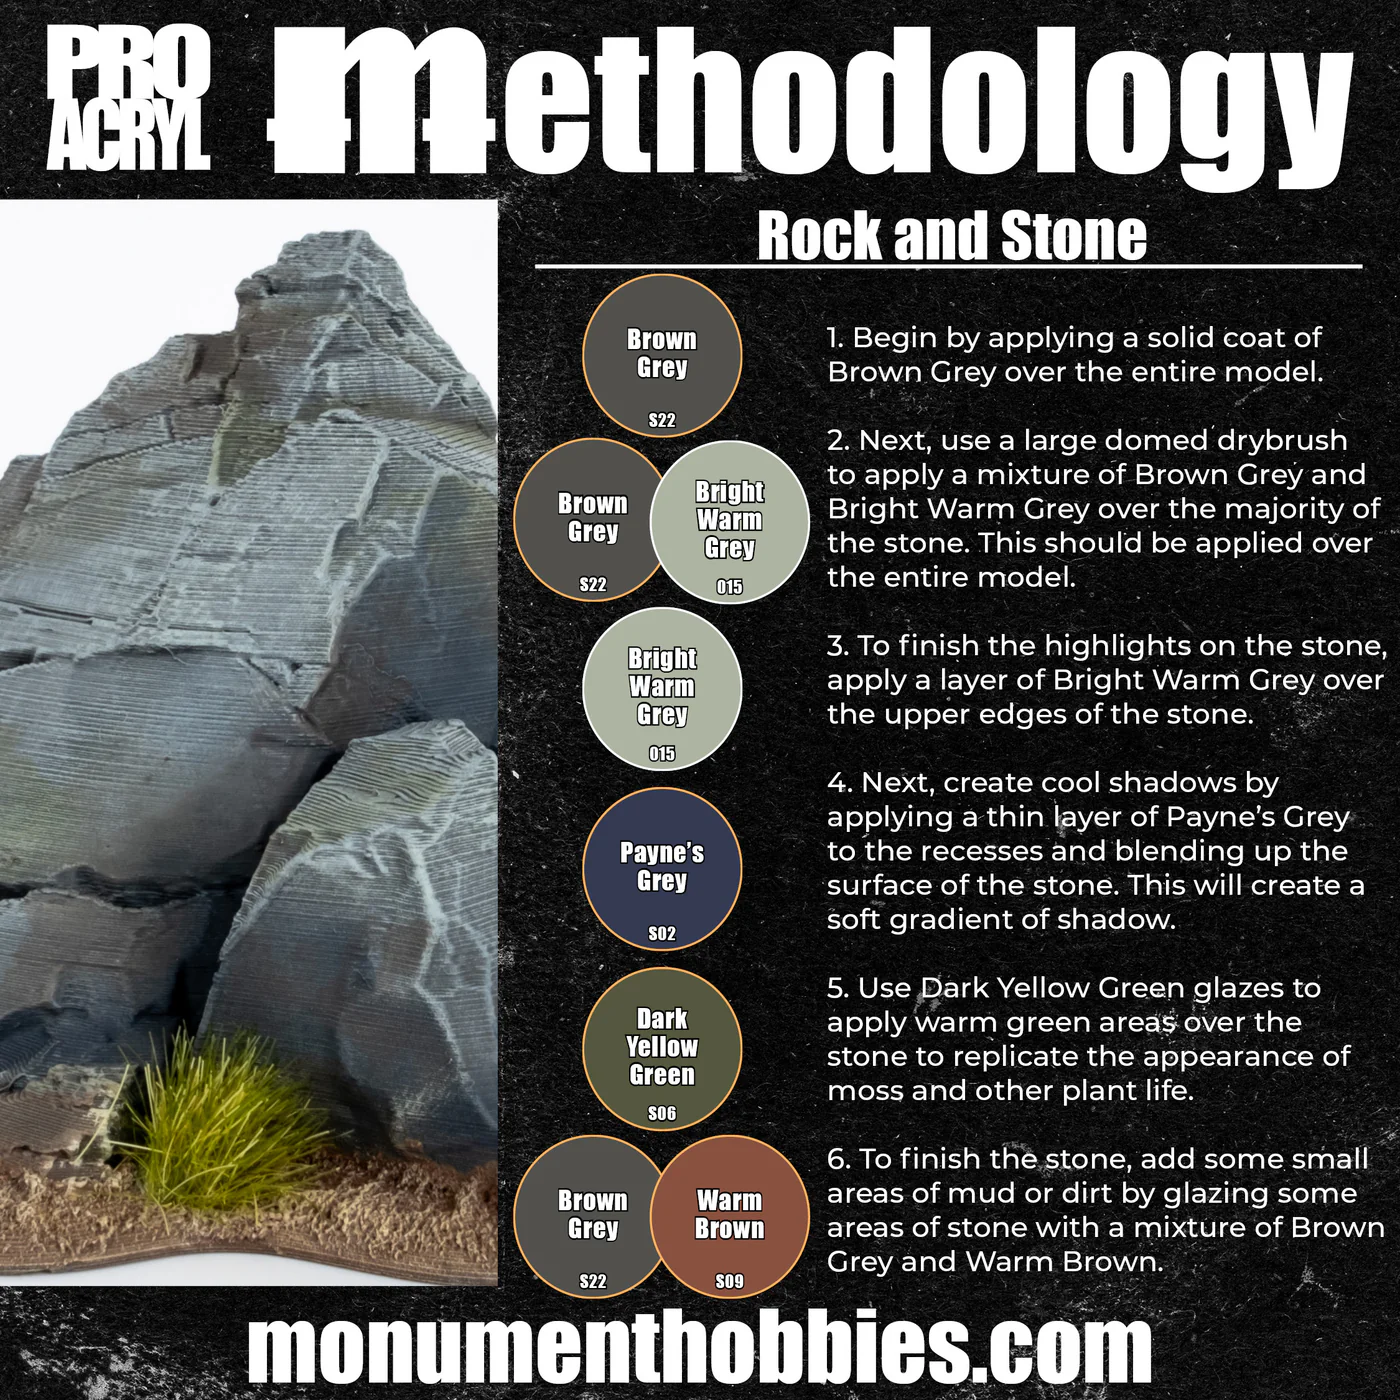 PRO
ACRYL
Methodology
Rock and Stone
Brown
Grey
S22
1. Begin by applying a solid coat of
Brown Grey over the entire model.
Brown
Grey
S22
Bright
Warm
Grey
015
2. Next, use a large domed drybrush
to apply a mixture of Brown Grey and
Bright Warm Grey over the majority of
the stone. This should be applied over
the entire model.
Bright
Warm
Grey
015
3. To finish the highlights on the stone,
apply a layer of Bright Warm Grey over
the upper edges of the stone.
Payne's
Grey
S02
4. Next, create cool shadows by
applying a thin layer of Payne's Grey
to the recesses and blending up the
surface of the stone. This will create a
soft gradient of shadow.
Dark
Yellow
Green
S06
5. Use Dark Yellow Green glazes to
apply warm green areas over the
stone to replicate the appearance of
moss and other plant life.
Brown
Grey
S22
Warm
Brown
S09
6. To finish the stone, add some small
areas of mud or dirt by glazing some
areas of stone with a mixture of Brown
Grey and Warm Brown.
monumenthobbies.com